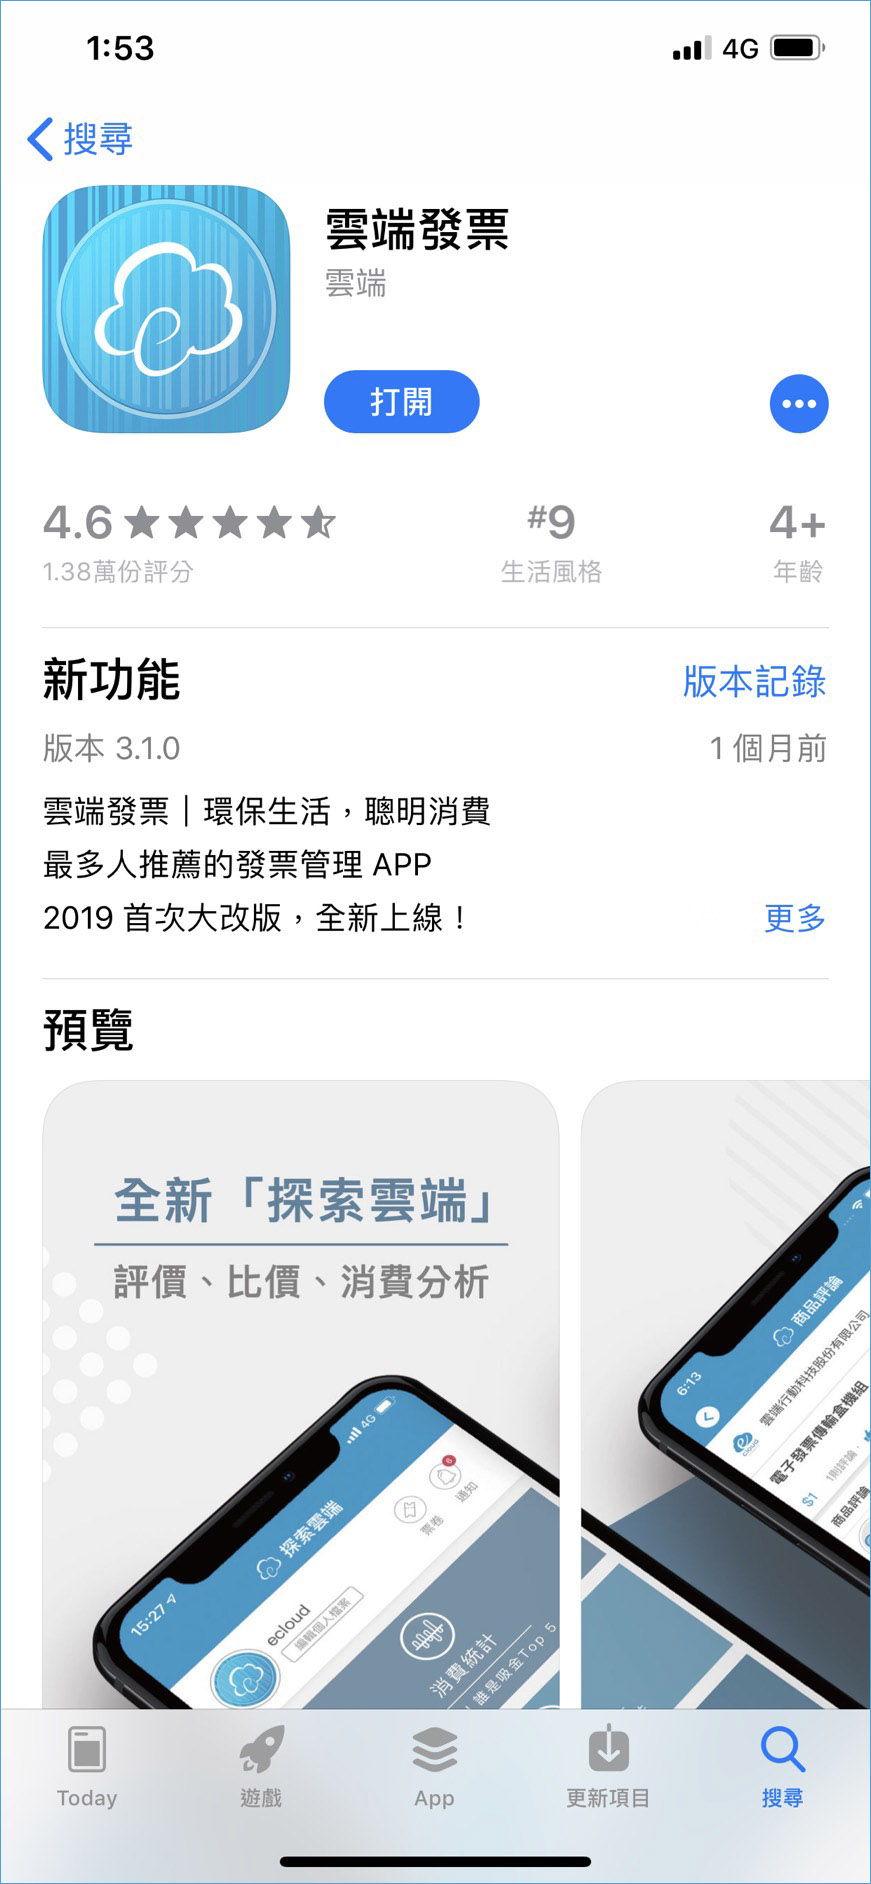 1:53
4G
搜尋
雲端發票
雲端
打開
4.6
#9
4+
1.38萬份評分
生活風格
年齡
新功能
版本記錄
版本 3.1.0
1 個月前
雲端發票｜環保生活，聰明消費
最多人推薦的發票管理 APP
2019 首次大改版，全新上線！
更多
預覽
全新「探索雲端」
評價、比價、消費分析
4G
15:27
探索雲端
6
通知
票卷
ecloud
編輯個人檔案
消費統計
誰是吸金Top 5
6:13
商品評論
雲端行動科技股份有限公司
電子發票傳輸盒機組
$1
1則評論
商品評論
Today
遊戲
App
更新項目
搜尋